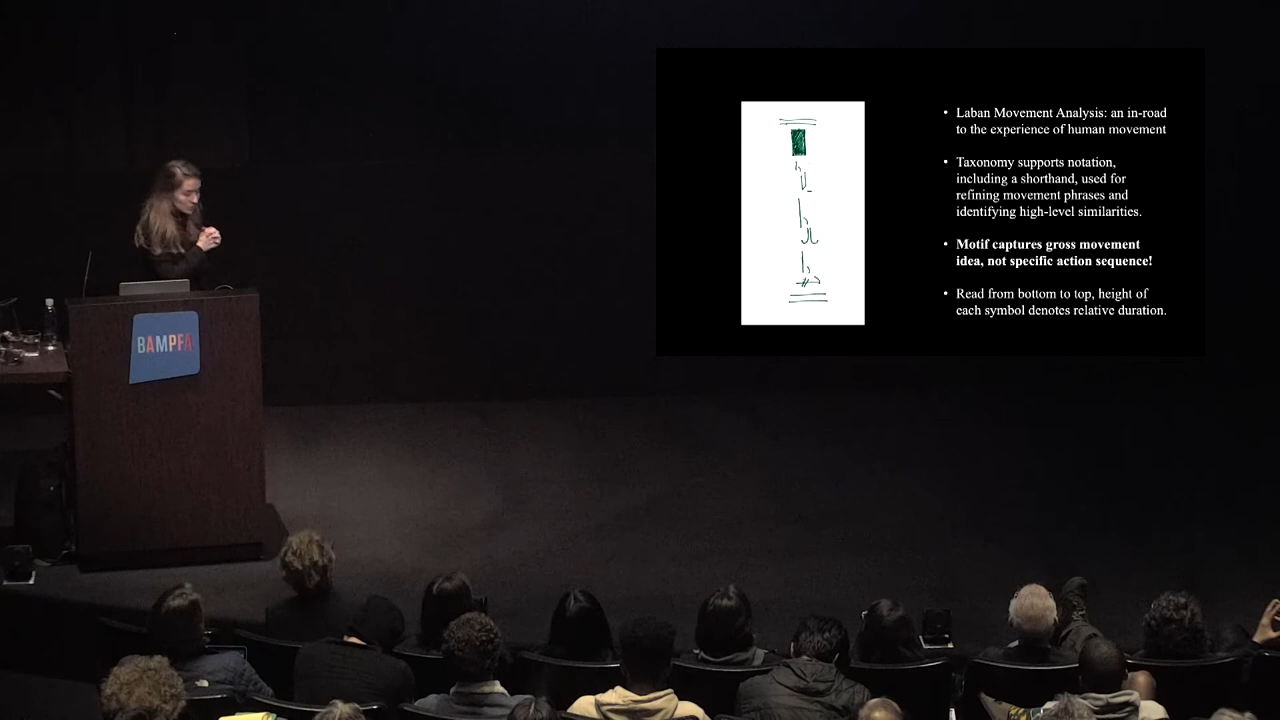 • Laban Movement Analysis: an in-road
to the experience of human movement
• Taxonomy supports notation,
including a shorthand, used for
refining movement phrases and
identifying high-level similarities.
• Motif captures gross movement
idea, not specific action sequence!
• Read from bottom to top, height of
each symbol denotes relative duration.
BAMPFA